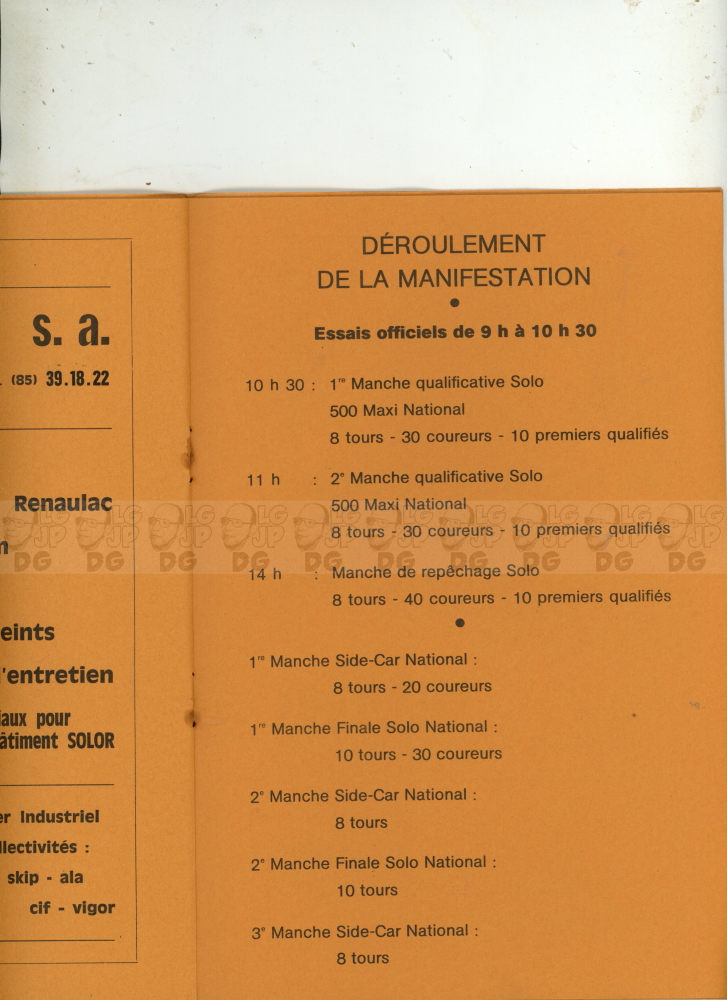 s. a.
(85) 39.18.22
Renaulac
eints
'entretien
iaux pour
âtiment SOLOR
er Industriel
llectivités :
skip - ala
cif - vigor
DÉROULEMENT
DE LA MANIFESTATION
•
Essais officiels de 9 h à 10 h 30
10 h 30 : 1re Manche qualificative Solo
500 Maxi National
8 tours - 30 coureurs - 10 premiers qualifiés
11 h : 2e Manche qualificative Solo
500 Maxi National
8 tours - 30 coureurs - 10 premiers qualifiés
14 h : Manche de repêchage Solo
8 tours - 40 coureurs - 10 premiers qualifiés
•
1re Manche Side-Car National :
8 tours - 20 coureurs
1re Manche Finale Solo National :
10 tours - 30 coureurs
2e Manche Side-Car National :
8 tours
2e Manche Finale Solo National :
10 tours
3e Manche Side-Car National :
8 tours